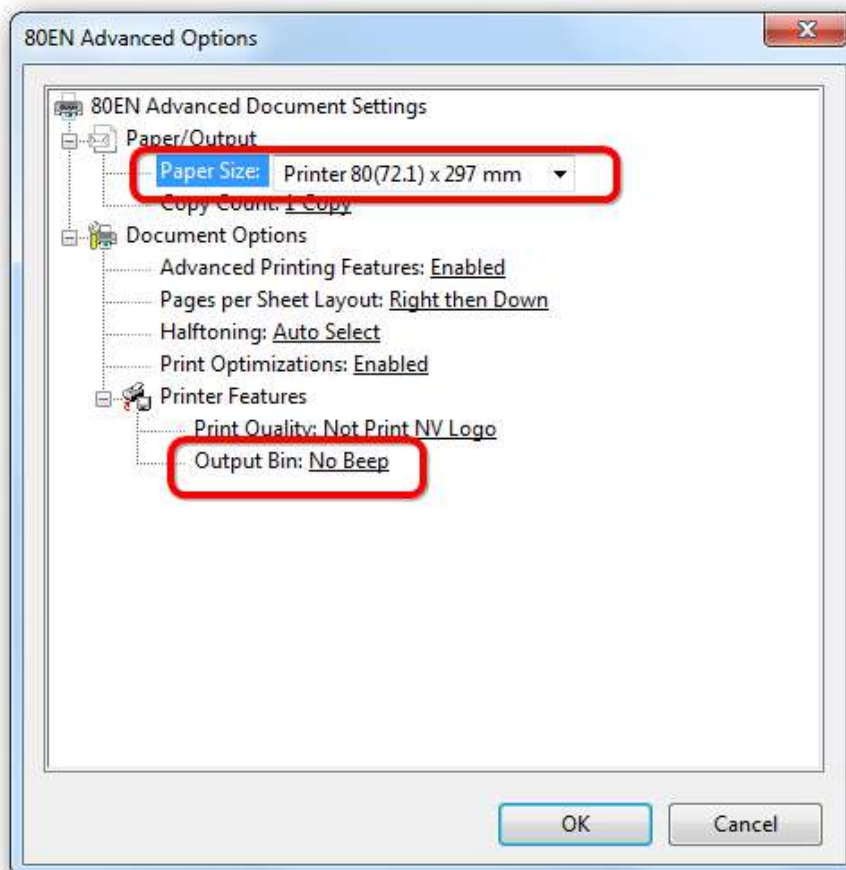 80EN Advanced Options
80EN Advanced Document Settings
Paper/Output
Paper Size: Printer 80(72.1) x 297 mm
Copy Count: 1 Copy
Document Options
Advanced Printing Features: Enabled
Pages per Sheet Layout: Right then Down
Halftoning: Auto Select
Print Optimizations: Enabled
Printer Features
Print Quality: Not Print NV Logo
Output Bin: No Beep
OK Cancel